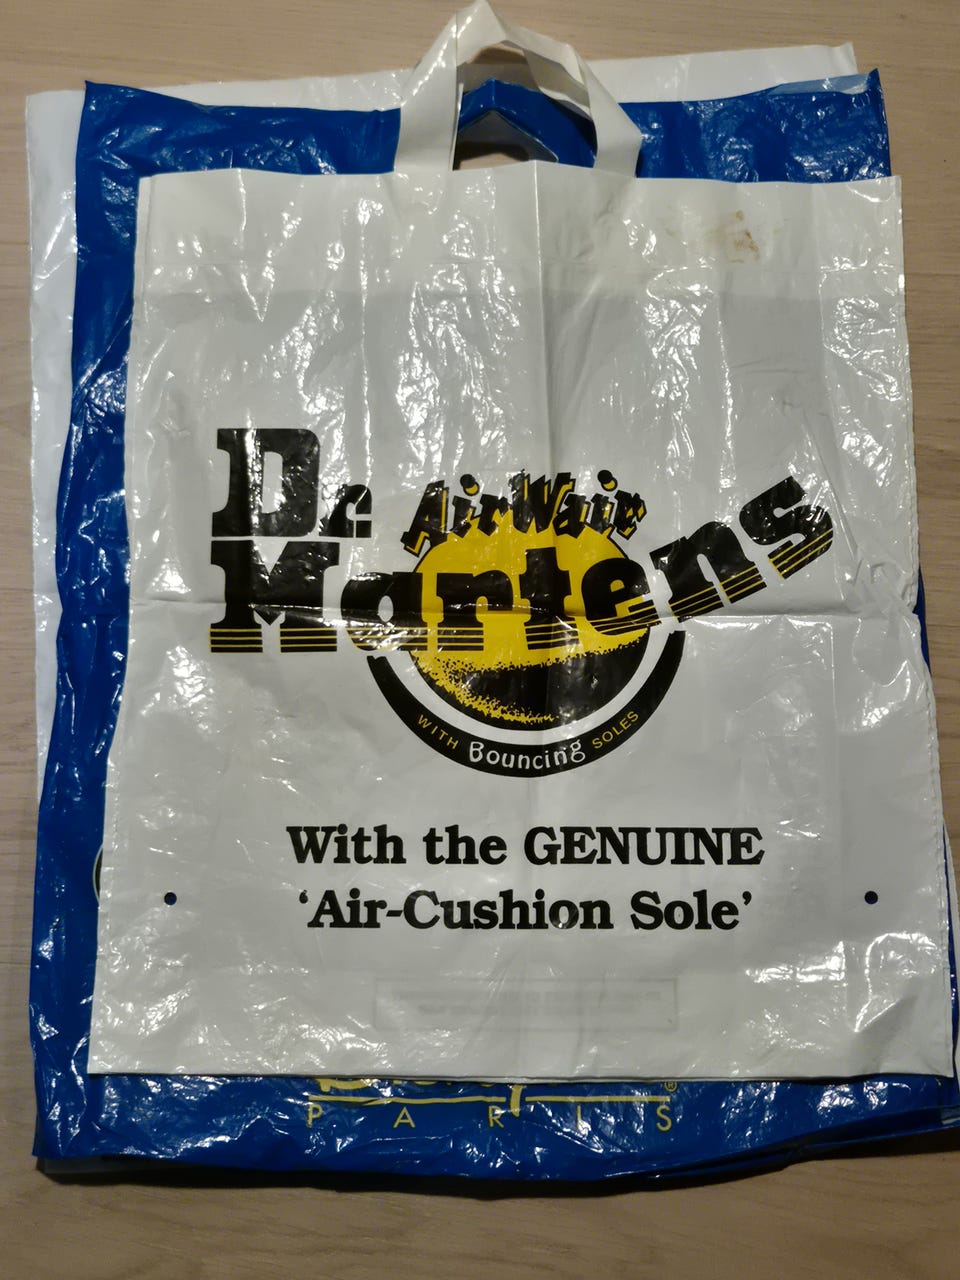 Dr.
AirWair
Martens
WITH Bouncing SOLES
With the GENUINE
‘Air-Cushion Sole’
®
PARIS